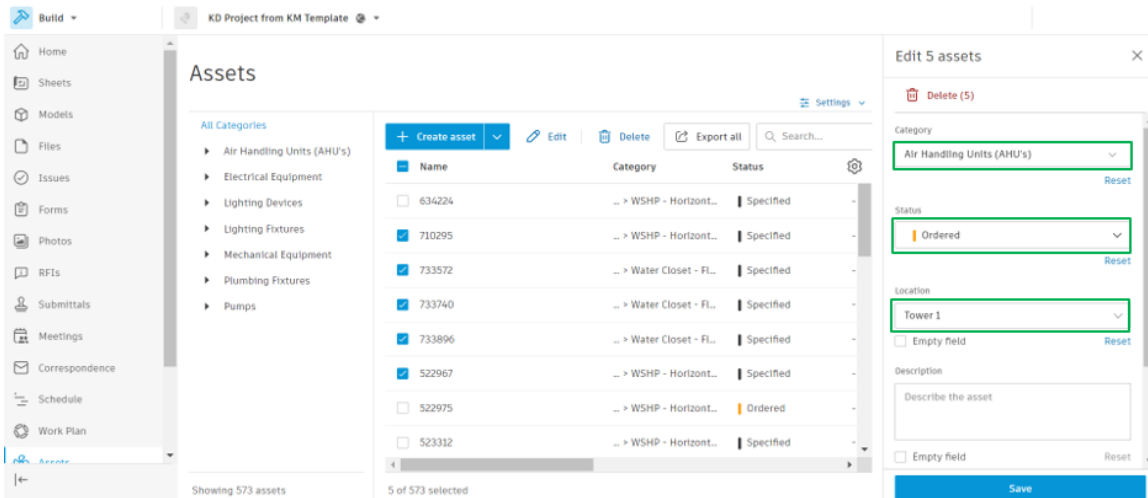 Build
KD Project from KM Template
Home
Sheets
Models
Files
Issues
Forms
Photos
RFIs
Submittals
Meetings
Correspondence
Schedule
Work Plan
Assets
Assets
Settings
All Categories
Air Handling Units (AHU's)
Electrical Equipment
Lighting Devices
Lighting Fixtures
Mechanical Equipment
Plumbing Fixtures
Pumps
Showing 573 assets
+ Create asset Edit Delete Export all Search...
Name Category Status
634224 ... > WSHP - Horizont... Specified -
710295 ... > WSHP - Horizont... Specified -
733572 ... > Water Closet - Fl... Specified -
733740 ... > Water Closet - Fl... Specified -
733896 ... > Water Closet - Fl... Specified -
522967 ... > WSHP - Horizont... Specified -
522975 ... > WSHP - Horizont... Ordered -
523312 ... > WSHP - Horizont... Specified -
5 of 573 selected
Edit 5 assets
Delete (5)
Category
Air Handling Units (AHU's)
Reset
Status
Ordered
Reset
Location
Tower 1
Empty field Reset
Description
Describe the asset
Empty field Reset
Save